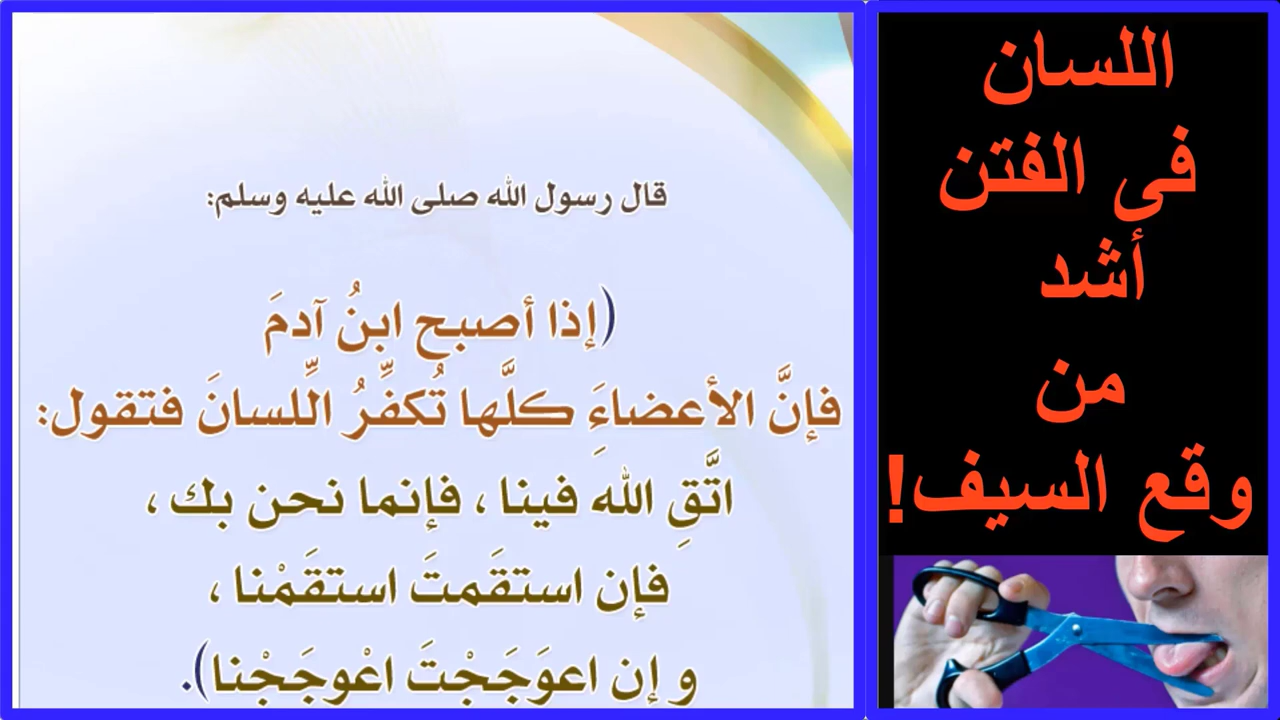 اللسان
فى الفتن
أشد
من
وقع السيف!
قال رسول الله صلى الله عليه وسلم:
(إذا أصبح ابنُ آدمَ
فإنَّ الأعضاءَِ كلَّها تُكفِّرُ الِّلسانَ فتقول:
اتَّقِ الله فينا ، فإنما نحن بك ،
فإن استقَمتَ استقَمْنا ،
و إن اعوَجَجْتَ اعْوجَجْنا).